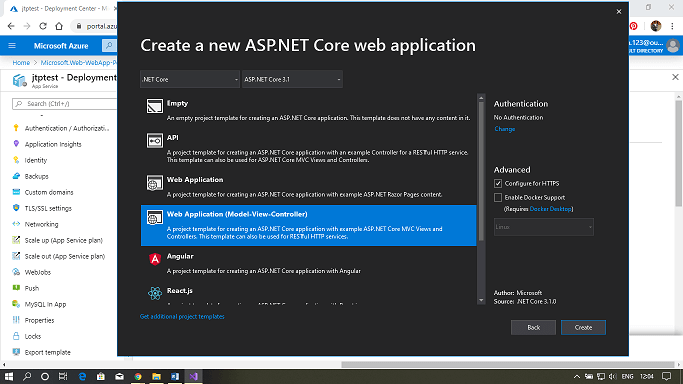 jtptest - Deployment Center - M
portal.azu
Microsoft Azure
.123@ou...
ULT DIRECTORY
Home > Microsoft.Web-WebApp-Po
jtptest - Deployment
App Service
Search (Ctrl+/)
Authentication / Authorizati...
Application Insights
Identity
Backups
Custom domains
TLS/SSL settings
Networking
Scale up (App Service plan)
Scale out (App Service plan)
WebJobs
Push
MySQL In App
Properties
Locks
Export template
Create a new ASP.NET Core web application
.NET Core
ASP.NET Core 3.1
Empty
An empty project template for creating an ASP.NET Core application. This template does not have any content in it.
API
A project template for creating an ASP.NET Core application with an example Controller for a RESTful HTTP service.
This template can also be used for ASP.NET Core MVC Views and Controllers.
Web Application
A project template for creating an ASP.NET Core application with example ASP.NET Razor Pages content.
Web Application (Model-View-Controller)
A project template for creating an ASP.NET Core application with example ASP.NET Core MVC Views and
Controllers. This template can also be used for RESTful HTTP services.
Angular
A project template for creating an ASP.NET Core application with Angular
React.js
Get additional project templates
Authentication
No Authentication
Change
Advanced
Configure for HTTPS
Enable Docker Support
(Requires Docker Desktop)
Linux
Author: Microsoft
Source: .NET Core 3.1.0
Back
Create
ENG
12:04